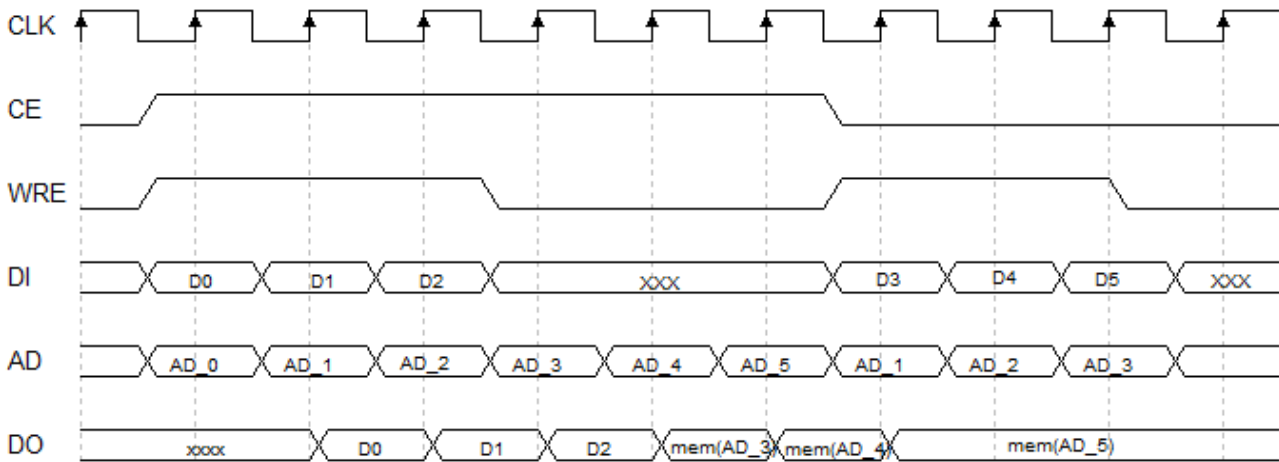 CLK
CE
WRE
DI D0 D1 D2 XXX D3 D4 D5 XXX
AD AD_0 AD_1 AD_2 AD_3 AD_4 AD_5 AD_1 AD_2 AD_3
DO xxxx D0 D1 D2 mem(AD_3) mem(AD_4) mem(AD_5)